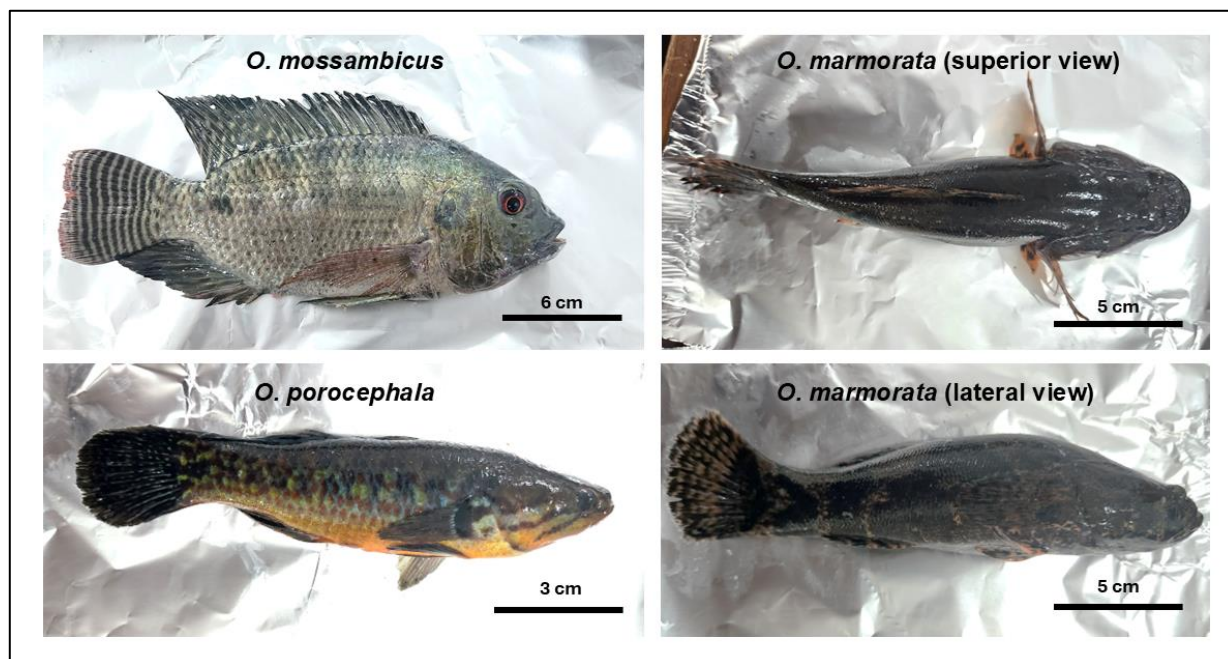 O. mossambicus
6 cm
O. marmorata (superior view)
5 cm
O. porocephala
3 cm
O. marmorata (lateral view)
5 cm